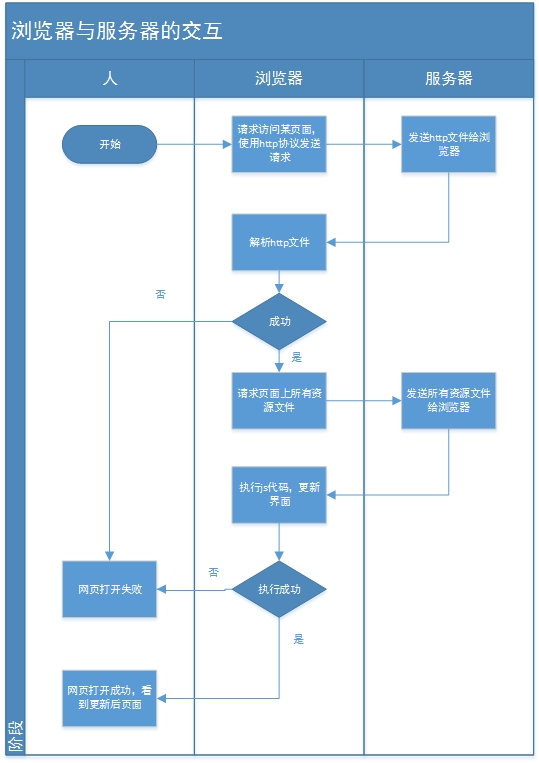 浏览器与服务器的交互
人
浏览器
服务器
开始
请求访问某页面，
使用http协议发送
请求
发送http文件给浏
览器
解析http文件
否
成功
是
请求页面上所有资
源文件
发送所有资源文件
给浏览器
执行js代码，更新
界面
网页打开失败
否
执行成功
是
网页打开成功，看
到更新后页面
阶段